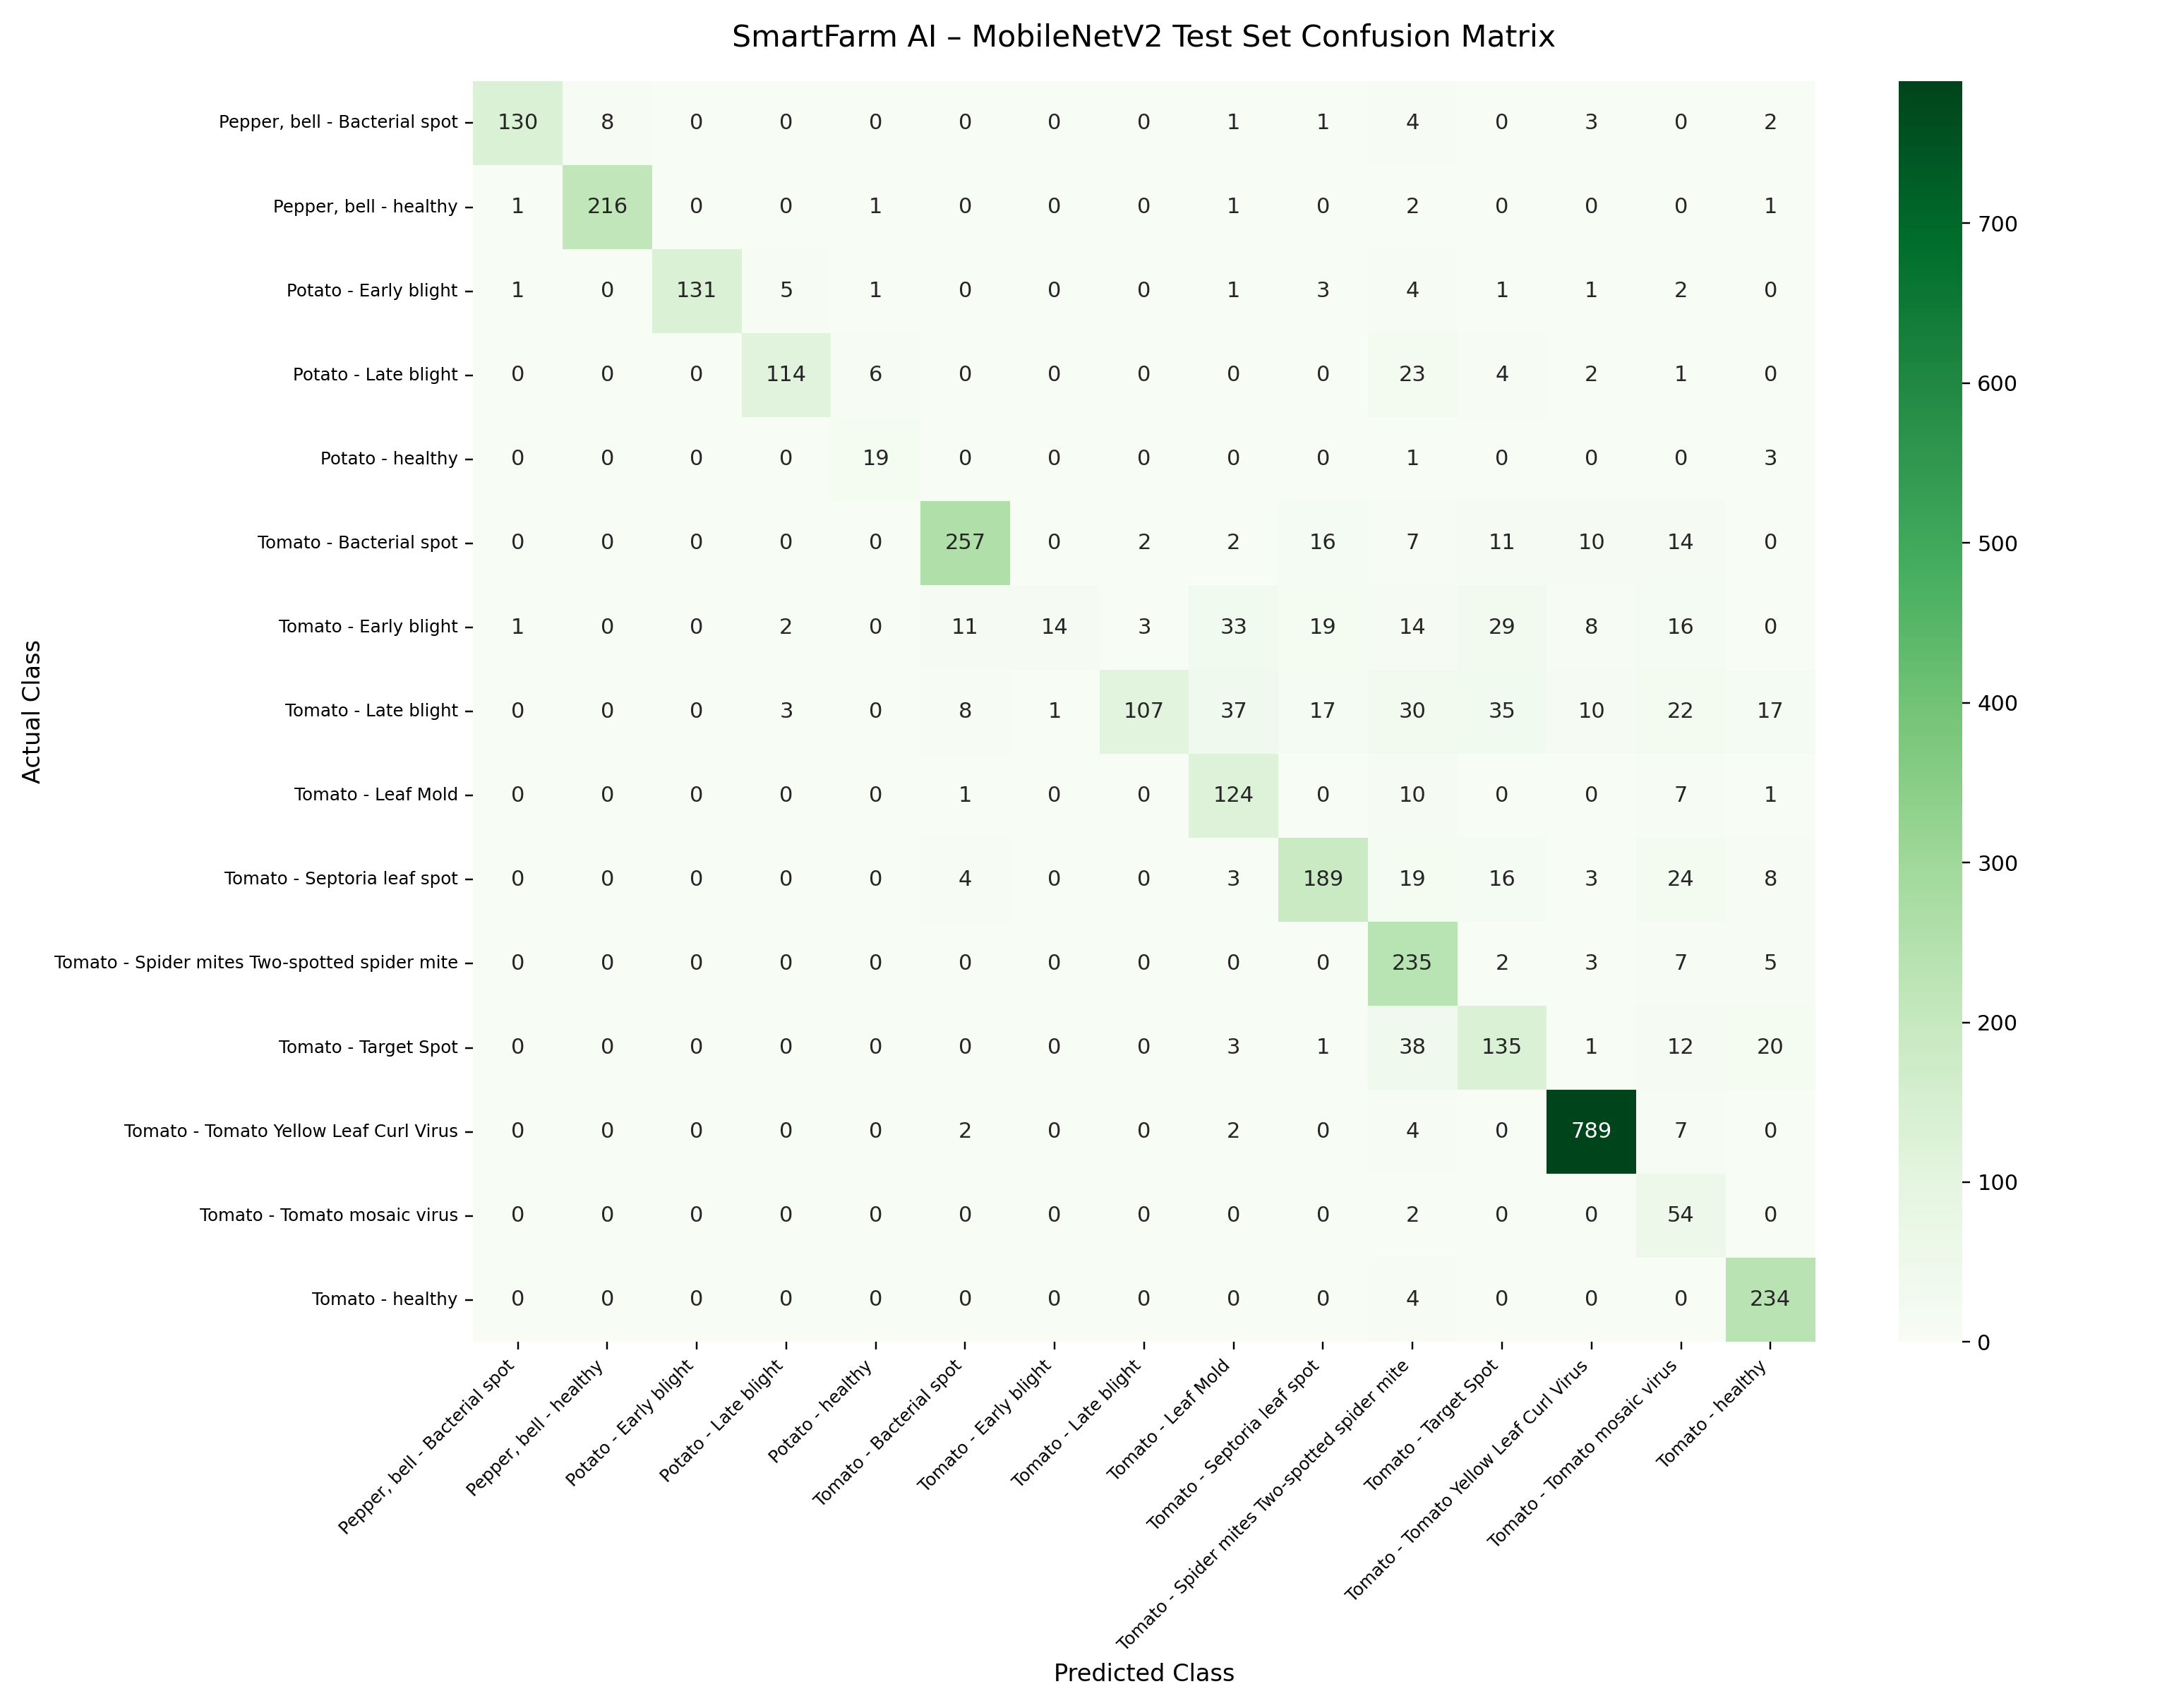 SmartFarm AI – MobileNetV2 Test Set Confusion Matrix
Actual Class
Pepper, bell - Bacterial spot 130 8 0 0 0 0 0 0 1 1 4 0 3 0 2
Pepper, bell - healthy 1 216 0 0 1 0 0 0 1 0 2 0 0 0 1
Potato - Early blight 1 0 131 5 1 0 0 0 1 3 4 1 1 2 0
Potato - Late blight 0 0 0 114 6 0 0 0 0 0 23 4 2 1 0
Potato - healthy 0 0 0 0 19 0 0 0 0 0 1 0 0 0 3
Tomato - Bacterial spot 0 0 0 0 0 257 0 2 2 16 7 11 10 14 0
Tomato - Early blight 1 0 0 2 0 11 14 3 33 19 14 29 8 16 0
Tomato - Late blight 0 0 0 3 0 8 1 107 37 17 30 35 10 22 17
Tomato - Leaf Mold 0 0 0 0 0 1 0 0 124 0 10 0 0 7 1
Tomato - Septoria leaf spot 0 0 0 0 0 4 0 0 3 189 19 16 3 24 8
Tomato - Spider mites Two-spotted spider mite 0 0 0 0 0 0 0 0 0 0 235 2 3 7 5
Tomato - Target Spot 0 0 0 0 0 0 0 0 3 1 38 135 1 12 20
Tomato - Tomato Yellow Leaf Curl Virus 0 0 0 0 0 2 0 0 2 0 4 0 789 7 0
Tomato - Tomato mosaic virus 0 0 0 0 0 0 0 0 0 0 2 0 0 54 0
Tomato - healthy 0 0 0 0 0 0 0 0 0 0 4 0 0 0 234
Pepper, bell - Bacterial spot
Pepper, bell - healthy
Potato - Early blight
Potato - Late blight
Potato - healthy
Tomato - Bacterial spot
Tomato - Early blight
Tomato - Late blight
Tomato - Leaf Mold
Tomato - Septoria leaf spot
Tomato - Spider mites Two-spotted spider mite
Tomato - Target Spot
Tomato - Tomato Yellow Leaf Curl Virus
Tomato - Tomato mosaic virus
Tomato - healthy
Predicted Class
700
600
500
400
300
200
100
0